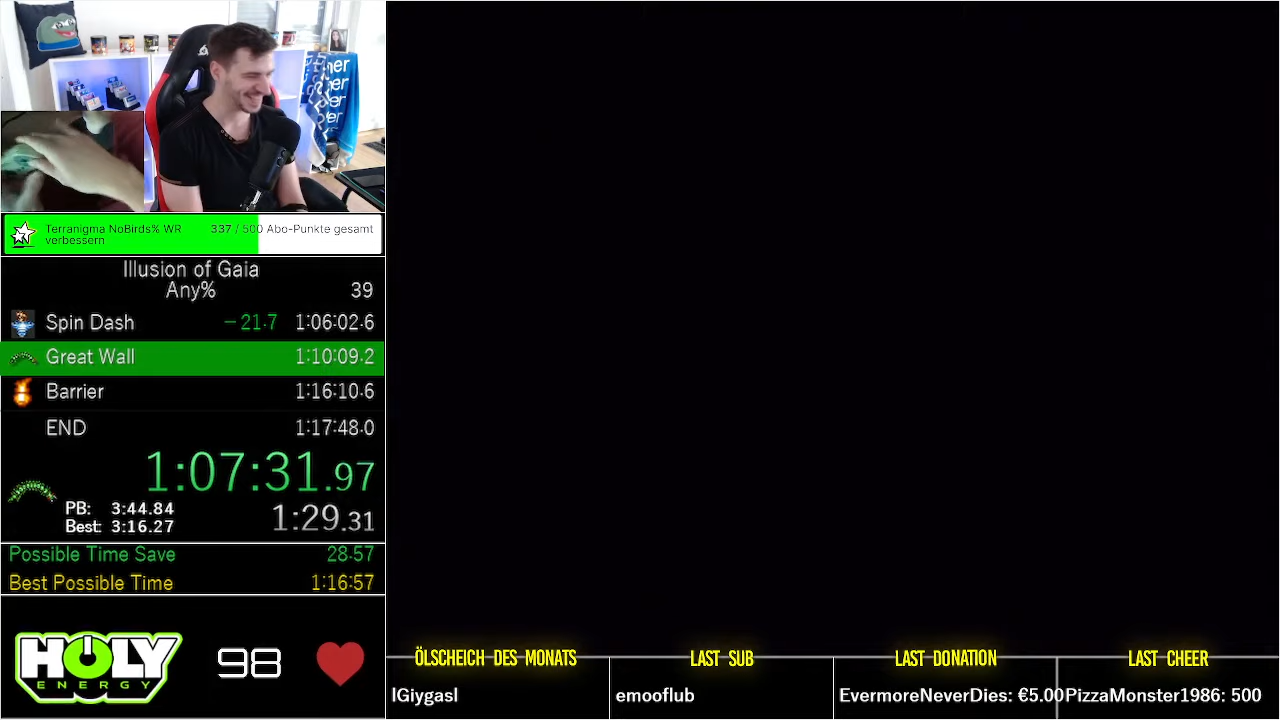 Terranigma NoBirds% WR
verbessern
337 / 500 Abo-Punkte gesamt
Illusion of Gaia
Any% 39
Spin Dash −21.7 1:06:02.6
Great Wall 1:10:09.2
Barrier 1:16:10.6
END 1:17:48.0
1:07:31.97
PB: 3:44.84
Best: 3:16.27
1:29.31
Possible Time Save 28.57
Best Possible Time 1:16:57
HOLY
ENERGY
98
ÖLSCHEICH DES MONATS
lGiygasl
LAST SUB
emooflub
LAST DONATION
EvermoreNeverDies: €5.00
LAST CHEER
PizzaMonster1986: 500